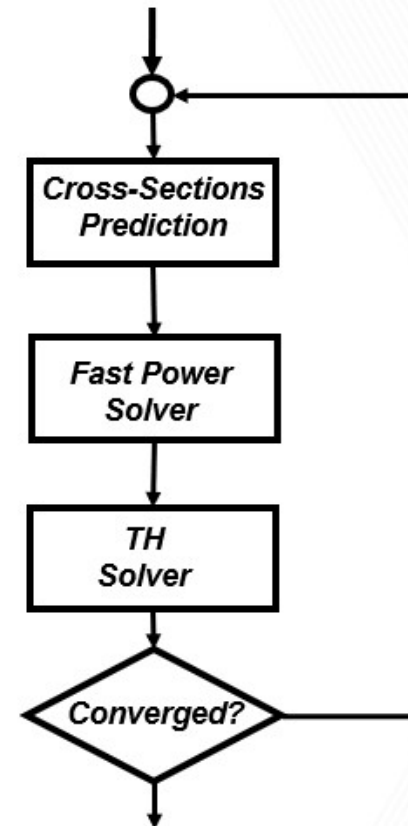 Cross-Sections
Prediction
Fast Power
Solver
TH
Solver
Converged?